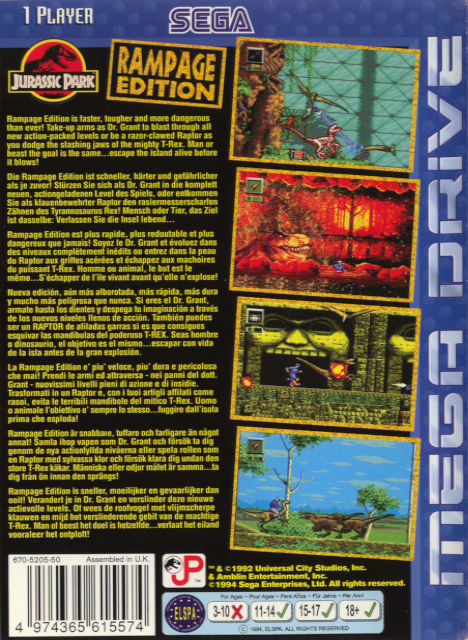 1 PLAYER
SEGA
JURASSIC PARK
RAMPAGE
EDITION
Rampage Edition is faster, tougher and more dangerous
than ever! Take-up arms as Dr. Grant to blast through all
new action-packed levels or be a razor-clawed Raptor as
you dodge the slashing jaws of the mighty T-Rex. Man or
beast the goal is the same...escape the island alive before
it blows!
Die Rampage Edition ist schneller, härter und gefährlicher
als je zuvor! Stürzen Sie sich als Dr. Grant in die komplett
neuen, actiongeladenen Level des Spiels, oder entkommen
Sie als klauenbewehrter Raptor den rasiermesserscharfen
Zähnen des Tyrannosaurus Rex! Mensch oder Tier, das Ziel
ist dasselbe: Verlassen Sie die Insel lebend...
Rampage Edition est plus rapide, plus redoutable et plus
dangereux que jamais! Soyez le Dr. Grant et évoluez dans
des niveaux complètement inédits ou entrez dans la peau
du Raptor aux griffes acérées et échappez aux machoires
du puissant T-Rex. Homme ou animal, le but est le
même...S'échapper de l'île vivant avant qu'elle n'explose!
Nueva edición, aún más alborotada, más rápida, más dura
y mucho más peligrosa que nunca. Si eres el Dr. Grant,
armate hasta los dientes y despega tu imaginación a través
de los nuevos niveles llenos de acción. También puedes
ser un RAPTOR de afiladas garras si es que consigues
esquivar las mandíbulas del poderoso T-REX. Seas hombre
o dinosaurio, el objetivo es el mismo...escapar con vida
de la isla antes de la gran explosión.
La Rampage Edition e' piu' veloce, piu' dura e pericolosa
che mai! Prendi le armi ed attraversa - nei panni del dott.
Grant - nuovissimi livelli pieni di azione e di insidie.
Trasformati in un Raptor e, con i tuoi artigli affilati come
rasoi, evita le terribili mandibole del mitico T-Rex. Uomo
o animale l'obiettivo e' sempre lo stesso...fuggire dall'isola
prima che esploda!
Rampage Edition är snabbare, tuffare och farligare än något
annat! Samla ihop vapen som Dr. Grant och försök ta dig
genom de nya actionfyllda nivåerna eller spela rollen som
en Raptor med sylvassa klor och försök klara dig undan den
store T-Rex käkar. Människa eller odjur målet är samma...ta
dig från ön innan den sprängs!
Rampage Edition is sneller, moeilijker en gevaarlijker dan
ooit! Verandert je in Dr. Grant en verslinder deze nieuwe
actievolle levels. Of wees de roofvogel met vlijmscherpe
klauwen en mijd het verslinderende gebit van de machtige
T-Rex. Man of beest het doel is hetzelfde...verlaat het eiland
vooraleer het ontploft!
MEGA DRIVE
670-5205-50 Assembled in U.K.
4 974365 615574
JP
™ & ©1992 Universal City Studios, Inc.
& Amblin Entertainment, Inc.
©1994 Sega Enterprises, Ltd. All rights reserved.
For Ages - Pour Ages - Para Años - Für Jahre - Per Anni
ELSPA
3-10
11-14
15-17
18+
© 1994, ELSPA. ALL RIGHTS RESERVED